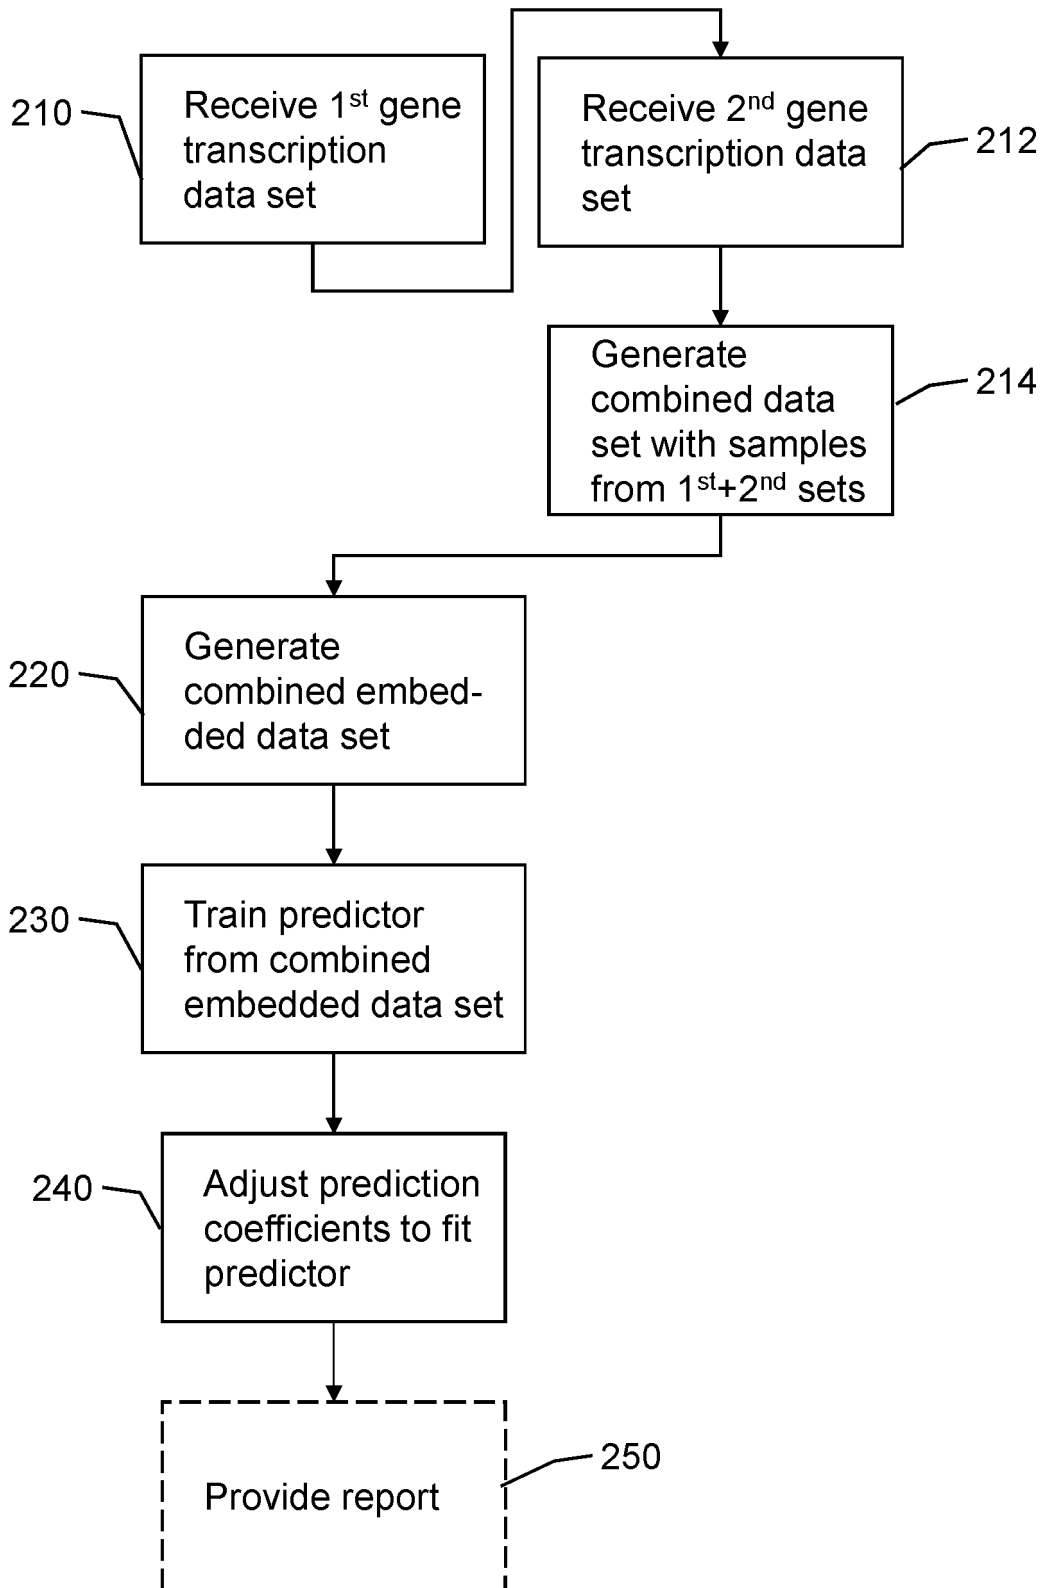 210
Receive 1st gene
transcription
data set
Receive 2nd gene
transcription data
set
212
Generate
combined data
set with samples
from 1st+2nd sets
214
220
Generate
combined embed-
ded data set
230
Train predictor
from combined
embedded data set
240
Adjust prediction
coefficients to fit
predictor
250
Provide report